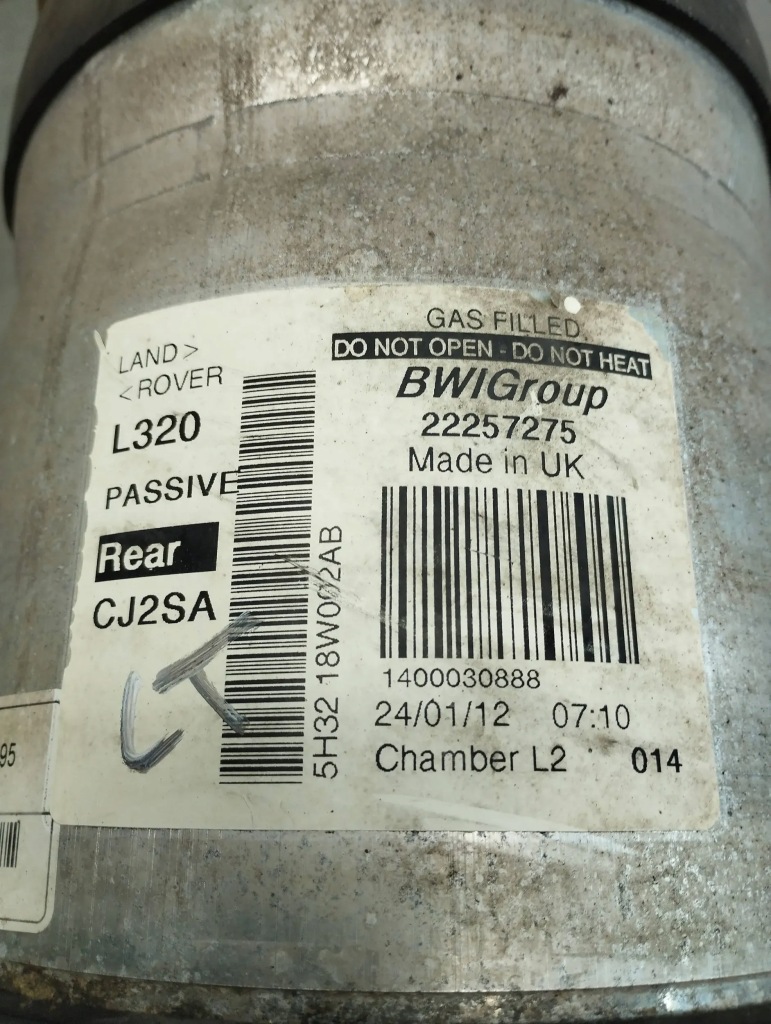 LAND >
< ROVER
L320
PASSIVE
Rear
CJ2SA
5H32 18W002AB
GAS FILLED
DO NOT OPEN - DO NOT HEAT
BWIGroup
22257275
Made in UK
1400030888
24/01/12 07:10
Chamber L2 014
95